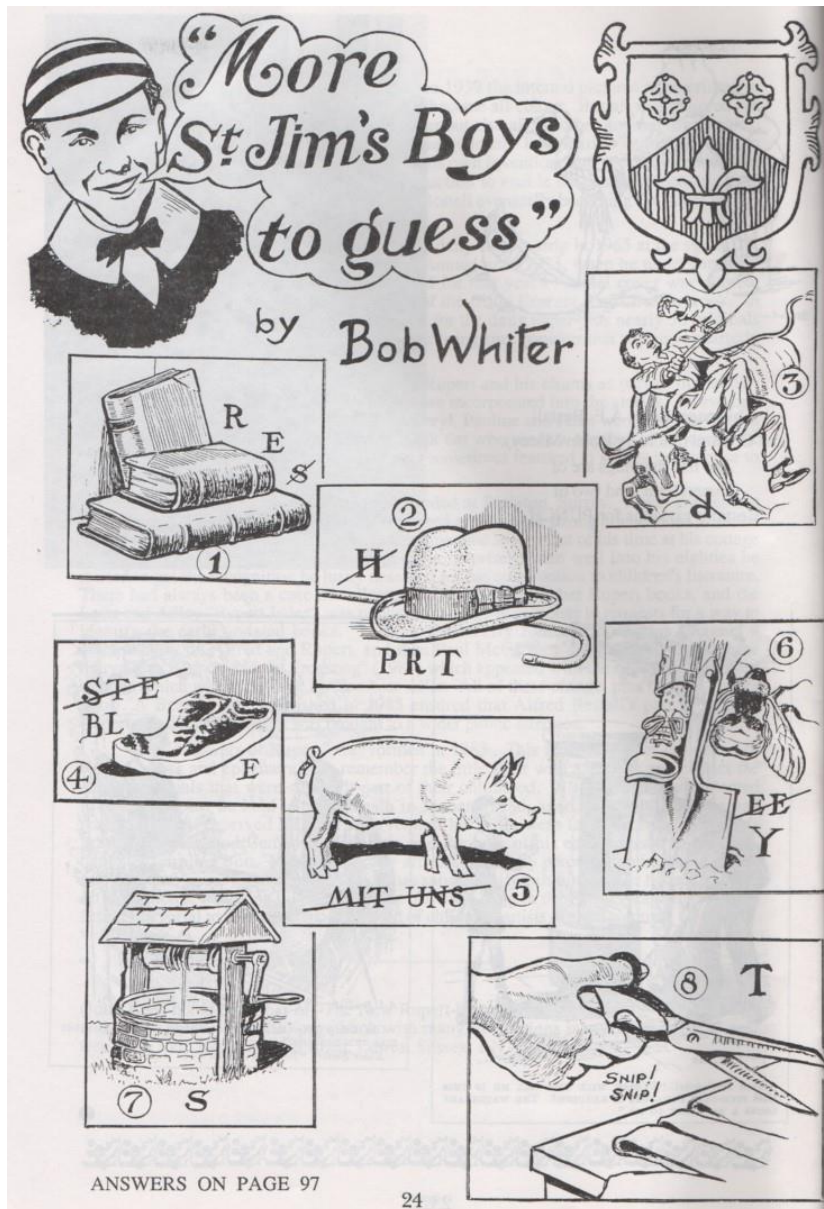 "More
St Jim's Boys
to guess"
by Bob Whiter
R
E
S
1
2
H
PRT
3
d
STE
BL
E
4
MIT UNS 5
6
EE
Y
7 S
8 T
SNIP!
SNIP!
ANSWERS ON PAGE 97
24